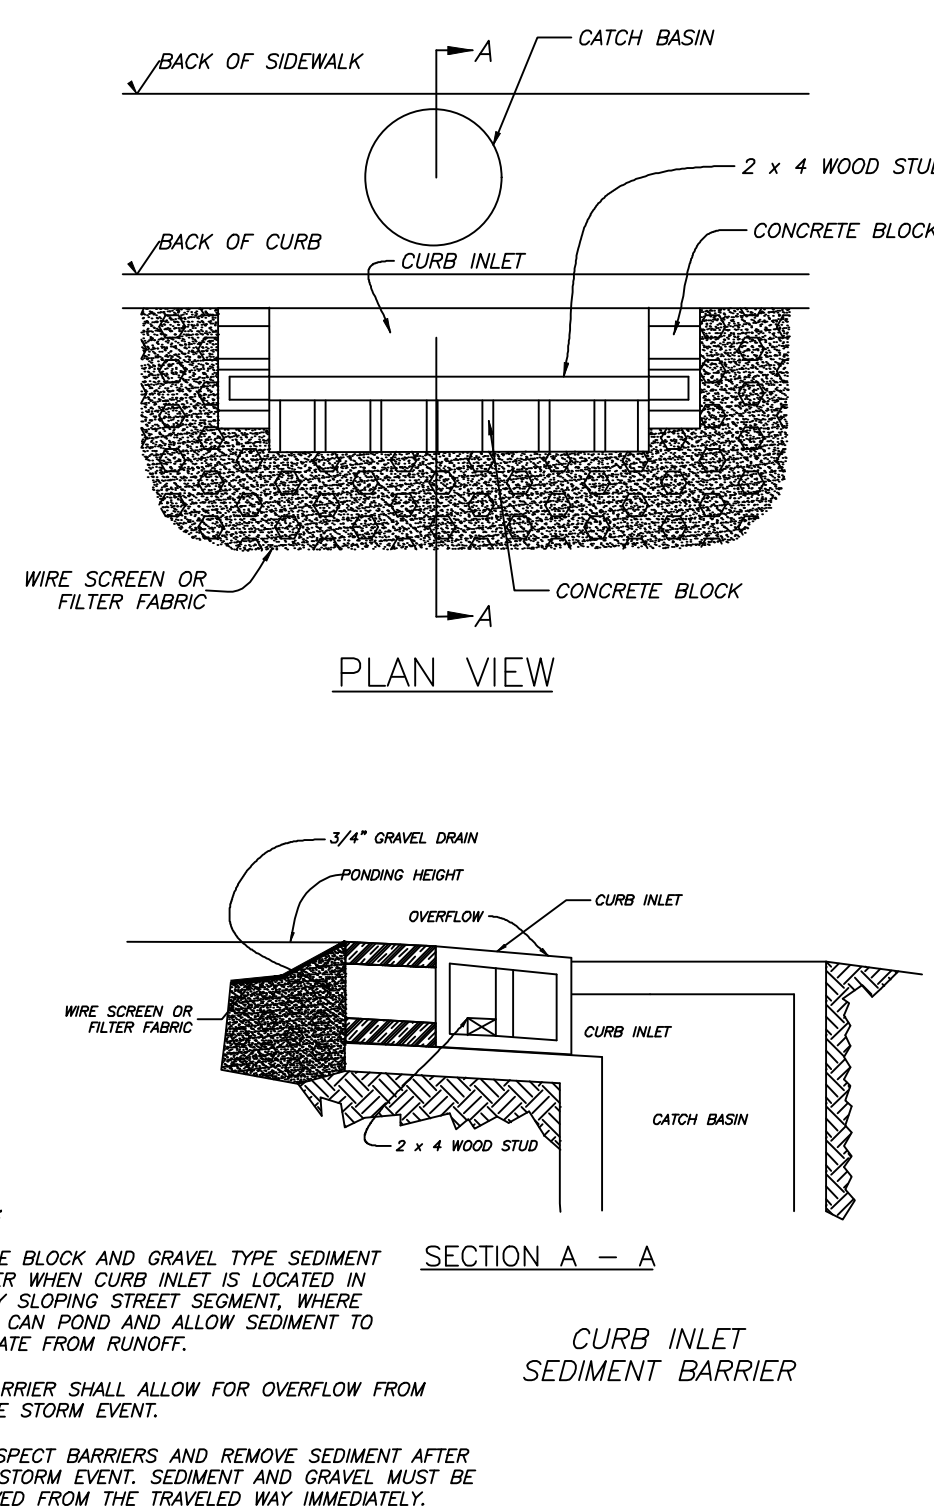 BACK OF SIDEWALK
A
CATCH BASIN
2 x 4 WOOD
BACK OF CURB
CURB INLET
CONCRETE BLOCK
WIRE SCREEN OR
FILTER FABRIC
CONCRETE BLOCK
A
PLAN VIEW
3/4" GRAVEL DRAIN
PONDING HEIGHT
OVERFLOW
CURB INLET
WIRE SCREEN OR
FILTER FABRIC
CURB INLET
CATCH BASIN
2 x 4 WOOD STUD
SECTION A - A
BLOCK AND GRAVEL TYPE SEDIMENT
WHEN CURB INLET IS LOCATED IN
SLOPING STREET SEGMENT, WHERE
CAN POND AND ALLOW SEDIMENT TO
FROM RUNOFF.
SHALL ALLOW FOR OVERFLOW FROM
STORM EVENT.
BARRIERS AND REMOVE SEDIMENT AFTER
STORM EVENT. SEDIMENT AND GRAVEL MUST BE
FROM THE TRAVELED WAY IMMEDIATELY.
CURB INLET
SEDIMENT BARRIER